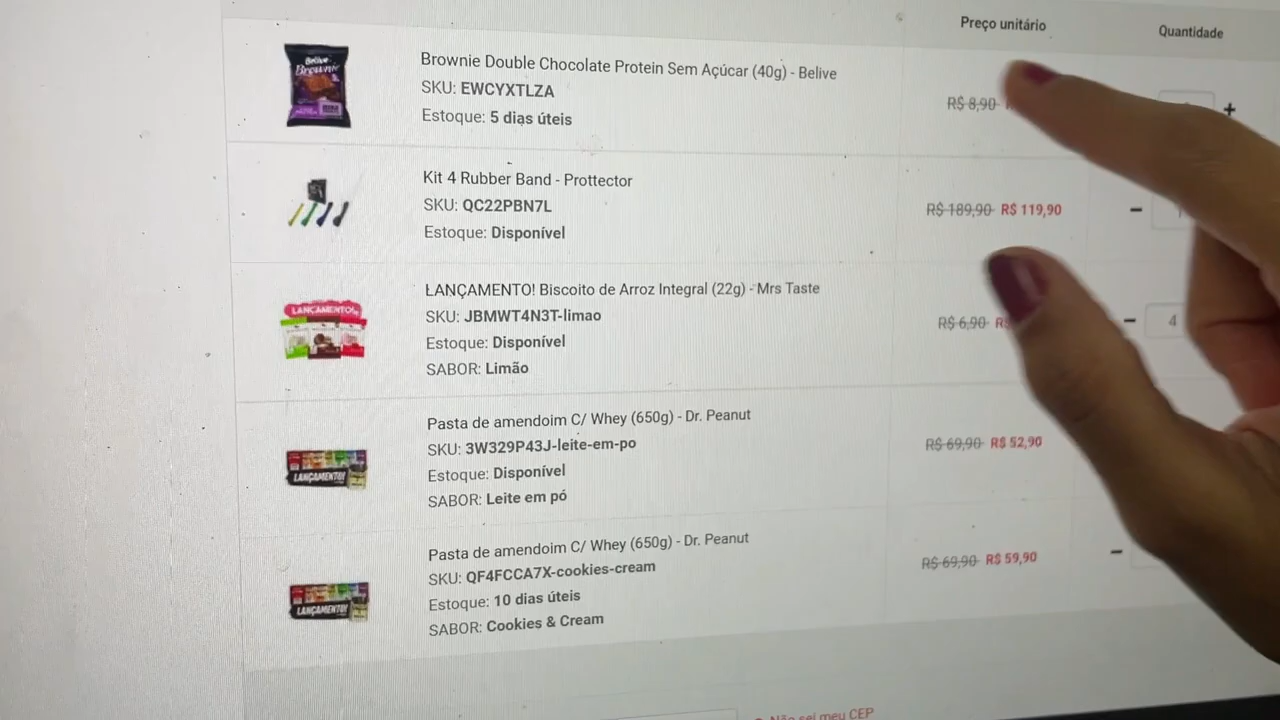 Preço unitário
Quantidade
Belive
Brownie
Brownie Double Chocolate Protein Sem Açúcar (40g) - Belive
SKU: EWCYXTLZA
Estoque: 5 dias úteis
R$ 8,90
+
Kit 4 Rubber Band - Prottector
SKU: QC22PBN7L
Estoque: Disponível
R$ 189,90 R$ 119,90
-
LANÇAMENTO!
LANÇAMENTO! Biscoito de Arroz Integral (22g) - Mrs Taste
SKU: JBMWT4N3T-limao
Estoque: Disponível
SABOR: Limão
R$ 6,90 R$
- 4
LANÇAMENTO!
Pasta de amendoim C/ Whey (650g) - Dr. Peanut
SKU: 3W329P43J-leite-em-po
Estoque: Disponível
SABOR: Leite em pó
R$ 69,90 R$ 52,90
LANÇAMENTO!
Pasta de amendoim C/ Whey (650g) - Dr. Peanut
SKU: QF4FCCA7X-cookies-cream
Estoque: 10 dias úteis
SABOR: Cookies & Cream
R$ 69,90 R$ 59,90
-
Não sei meu CEP